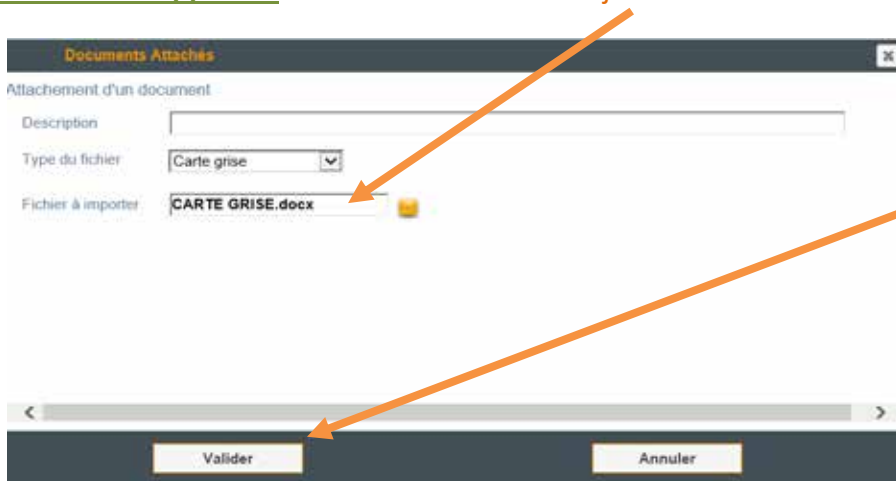 Documents Attachés
Attachement d'un document
Description
Type du fichier
Carte grise
Fichier à importer
CARTE GRISE.docx
Valider
Annuler